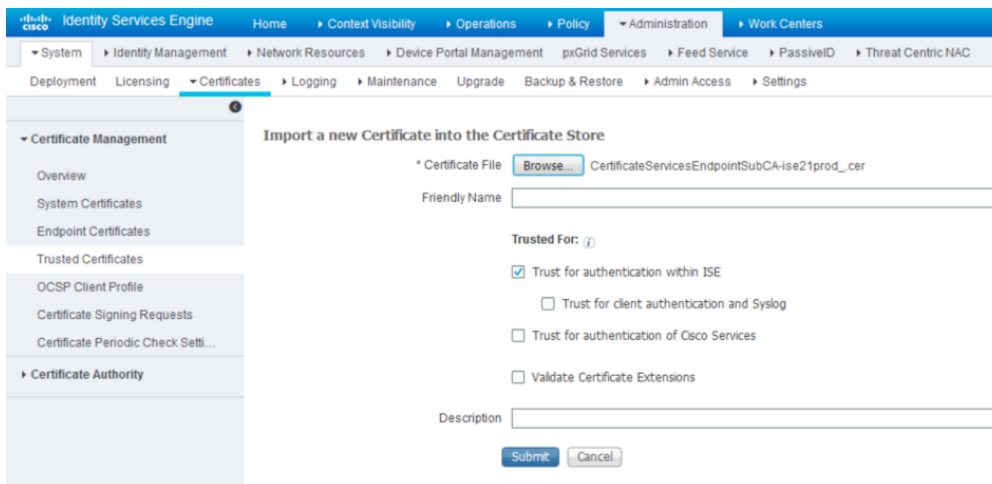 cisco Identity Services Engine Home Context Visibility Operations Policy Administration Work Centers
System Identity Management Network Resources Device Portal Management pxGrid Services Feed Service PassiveID Threat Centric NAC
Deployment Licensing Certificates Logging Maintenance Upgrade Backup & Restore Admin Access Settings
Certificate Management
Overview
System Certificates
Endpoint Certificates
Trusted Certificates
OCSP Client Profile
Certificate Signing Requests
Certificate Periodic Check Setti...
Certificate Authority
Import a new Certificate into the Certificate Store
* Certificate File Browse... CertificateServicesEndpointSubCA-ise21prod_.cer
Friendly Name
Trusted For: i
Trust for authentication within ISE
Trust for client authentication and Syslog
Trust for authentication of Cisco Services
Validate Certificate Extensions
Description
Submit Cancel